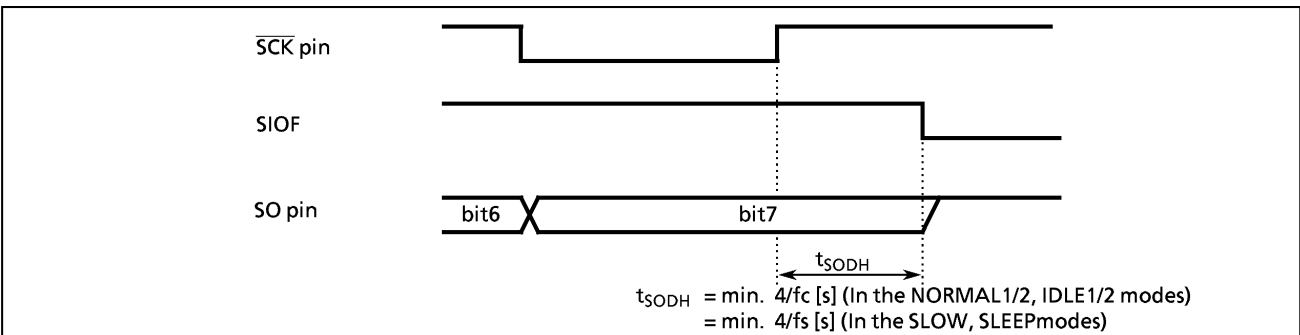 S̅C̅K̅ pin
SIOF
SO pin
bit6 bit7
tSODH
tSODH = min. 4/fc [s] (In the NORMAL1/2, IDLE1/2 modes)
= min. 4/fs [s] (In the SLOW, SLEEPmodes)